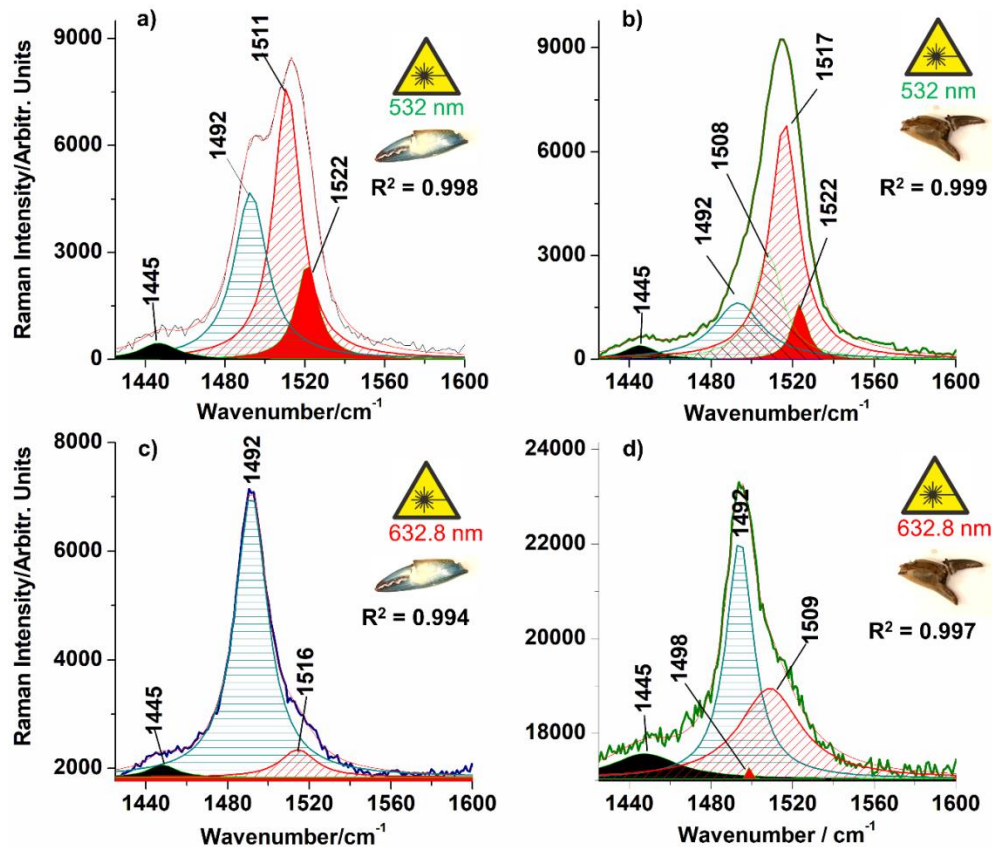 a)
9000
6000
3000
0
Raman Intensity/Arbitr. Units
1445
1492
1511
1522
532 nm
R² = 0.998
1440 1480 1520 1560 1600
Wavenumber/cm⁻¹
b)
9000
6000
3000
0
1445
1492
1508
1517
1522
532 nm
R² = 0.999
1440 1480 1520 1560 1600
Wavenumber/cm⁻¹
c)
8000
6000
4000
2000
Raman Intensity/Arbitr. Units
1445
1492
1516
632.8 nm
R² = 0.994
1440 1480 1520 1560 1600
Wavenumber/cm⁻¹
d)
24000
22000
20000
18000
1445
1498
1492
1509
632.8 nm
R² = 0.997
1440 1480 1520 1560 1600
Wavenumber / cm⁻¹